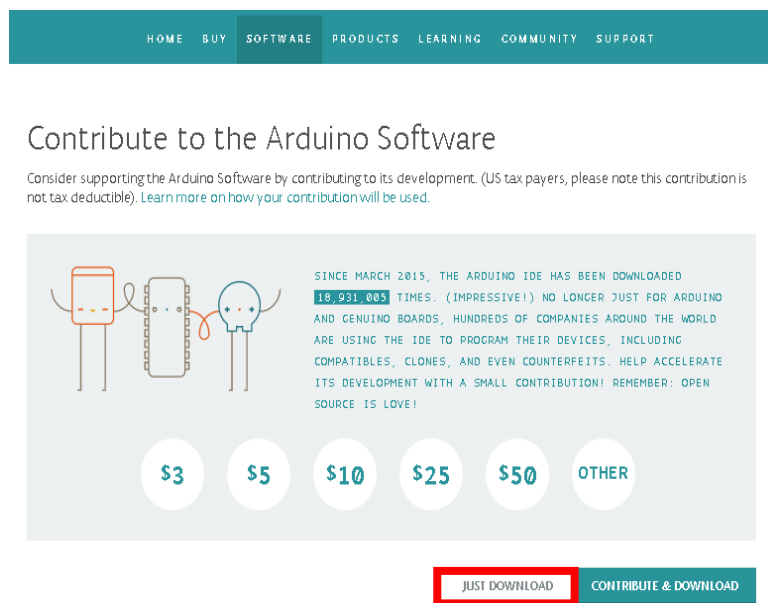 HOME BUY SOFTWARE PRODUCTS LEARNING COMMUNITY SUPPORT
Contribute to the Arduino Software
Consider supporting the Arduino Software by contributing to its development. (US tax payers, please note this contribution is
not tax deductible). Learn more on how your contribution will be used.
SINCE MARCH 2015, THE ARDUINO IDE HAS BEEN DOWNLOADED
18,931,005 TIMES. (IMPRESSIVE!) NO LONGER JUST FOR ARDUINO
AND GENUINO BOARDS, HUNDREDS OF COMPANIES AROUND THE WORLD
ARE USING THE IDE TO PROGRAM THEIR DEVICES, INCLUDING
COMPATIBLES, CLONES, AND EVEN COUNTERFEITS. HELP ACCELERATE
ITS DEVELOPMENT WITH A SMALL CONTRIBUTION! REMEMBER: OPEN
SOURCE IS LOVE!
$3 $5 $10 $25 $50 OTHER
JUST DOWNLOAD CONTRIBUTE & DOWNLOAD